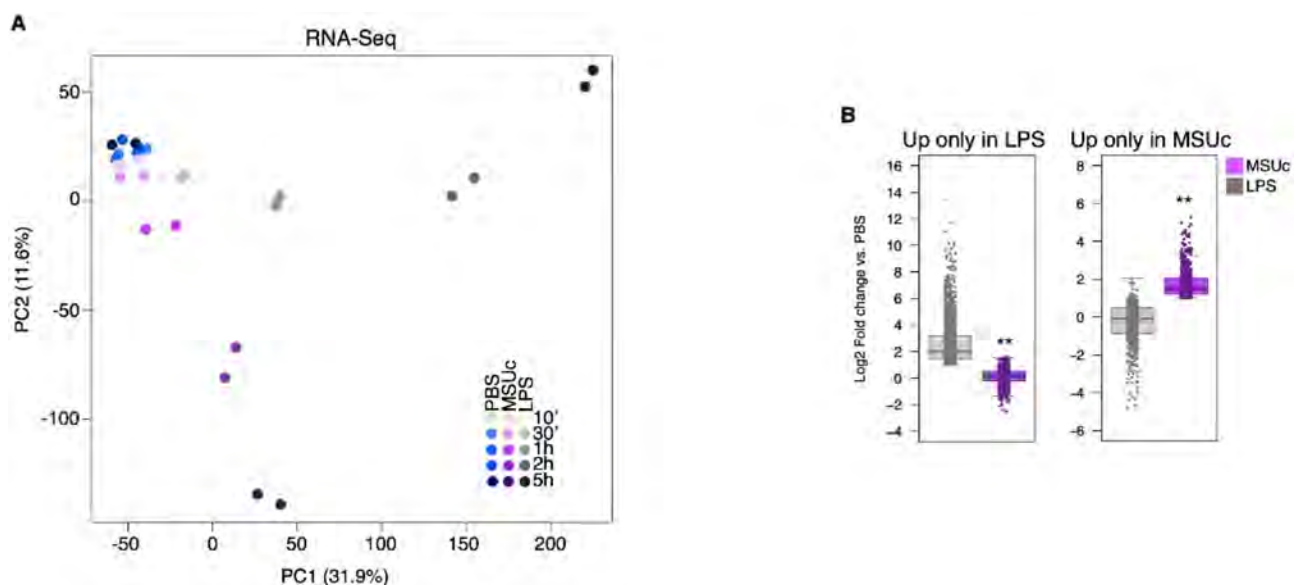 A
RNA-Seq
50
0
-50
-100
PC2 (11.6%)
-50 0 50 100 150 200
PC1 (31.9%)
PBS
MSUc
LPS
10'
30'
1h
2h
5h
B
Up only in LPS
Up only in MSUc
MSUc
LPS
Log2 Fold change vs. PBS
16
14
12
10
8
6
4
2
0
−2
−4
**
8
6
4
2
0
−2
−4
−6
**